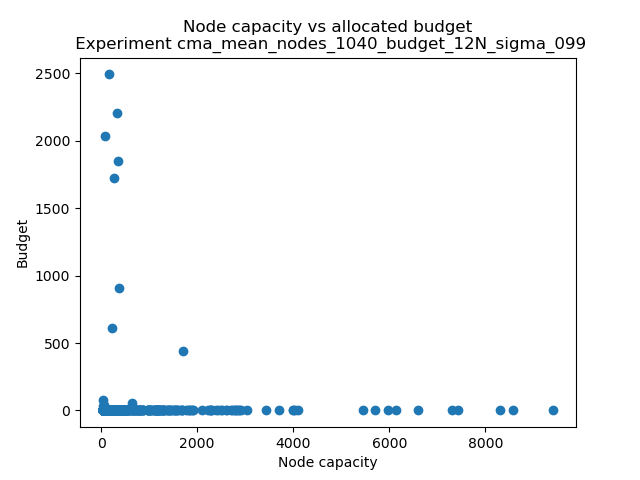 Node capacity vs allocated budget
Experiment cma_mean_nodes_1040_budget_12N_sigma_099
2500
2000
1500
1000
500
0
Budget
0
2000
4000
6000
8000
Node capacity